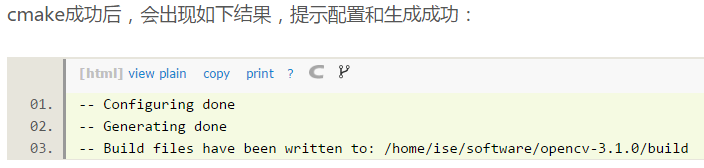 cmake成功后，会出现如下结果，提示配置和生成成功：
[html] view plain copy print ?
01. -- Configuring done
02. -- Generating done
03. -- Build files have been written to: /home/ise/software/opencv-3.1.0/build